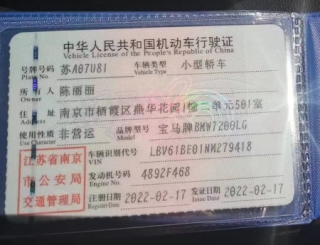 中华人民共和国机动车行驶证
Vehicle License of the People's Republic of China
号牌号码 苏A07U81 车辆类型 小型轿车
Plate No. Vehicle Type
所有人 陈丽丽
Owner
住址 南京市栖霞区燕华花园 二单元501室
Address
使用性质 非营运 品牌型号 宝马牌BMW7200LG
Use Character Model
江苏省南京
市公安局
交通管理局
车辆识别代号 LBV61BE01NM279418
VIN
发动机号码 4892F468
Engine No.
注册日期 2022-02-17 发证日期 2022-02-17
Register Date Issue Date